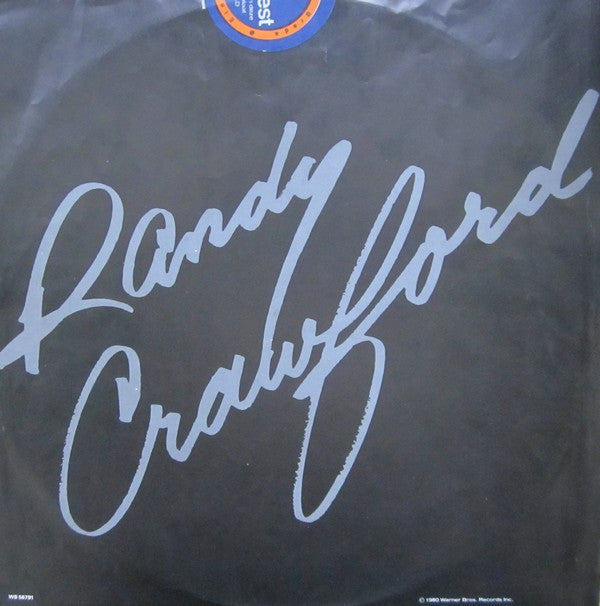 est
Randy
Crawford
WB 56791
© 1980 Warner Bros. Records Inc.